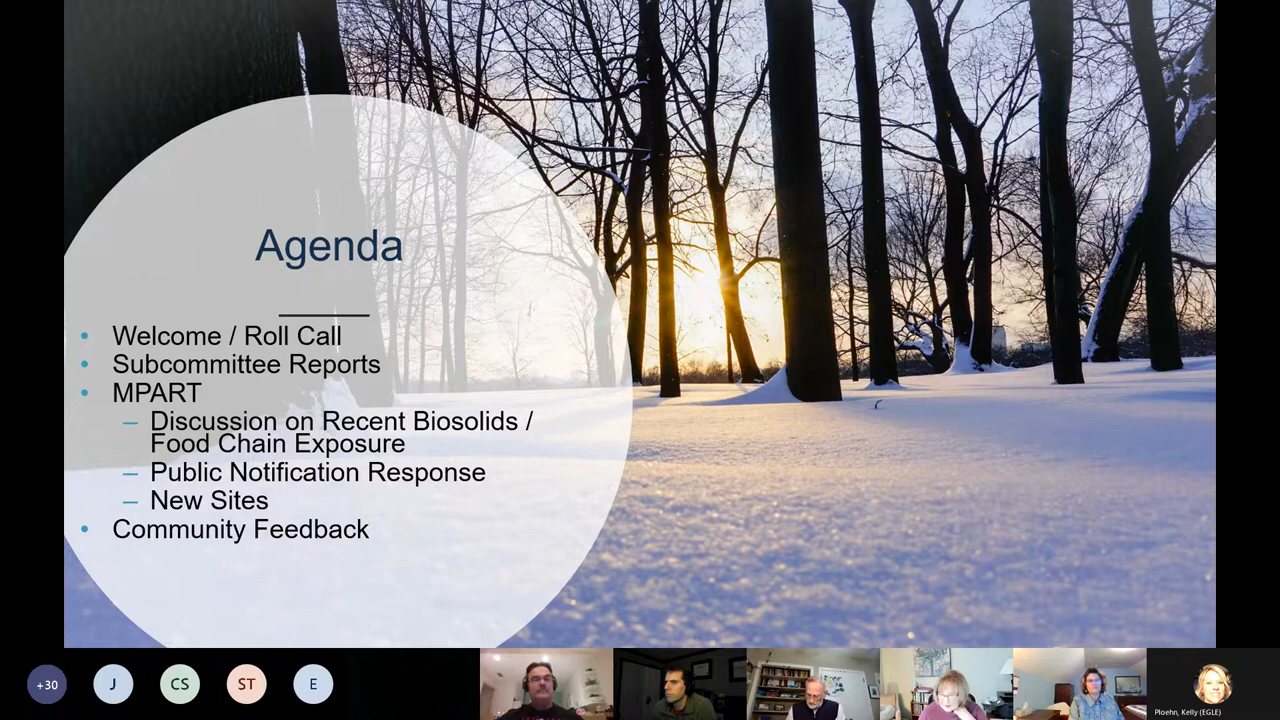 Agenda
• Welcome / Roll Call
• Subcommittee Reports
• MPART
– Discussion on Recent Biosolids /
Food Chain Exposure
– Public Notification Response
– New Sites
• Community Feedback
+30
J
CS
ST
E
Ploehn, Kelly (EGLE)